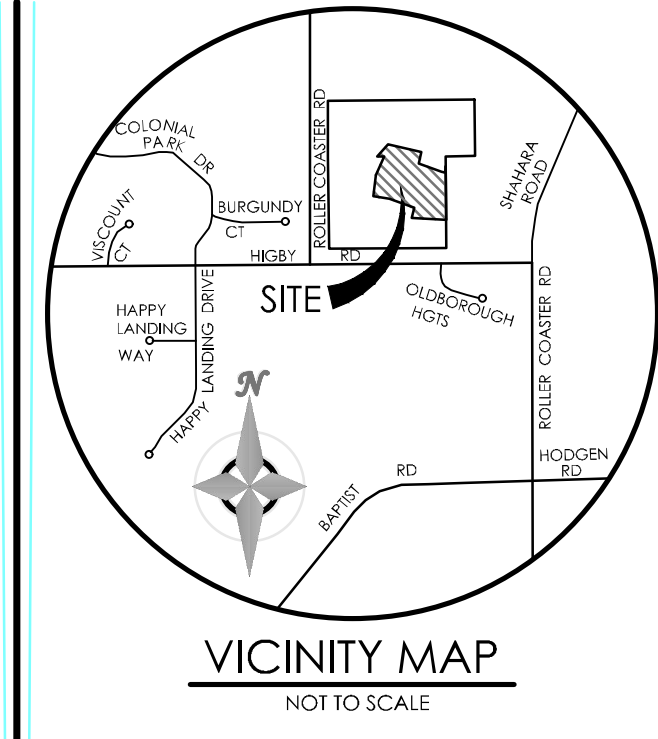 COLONIAL
PARK DR
ROLLER COASTER RD
SHAHARA
ROAD
VISCOUNT
CT
BURGUNDY
CT
HIGBY RD
SITE
OLDBOROUGH
HGTS
HAPPY
LANDING
WAY
HAPPY LANDING DRIVE
ROLLER COASTER RD
N
BAPTIST RD
HODGEN
RD
VICINITY MAP
NOT TO SCALE